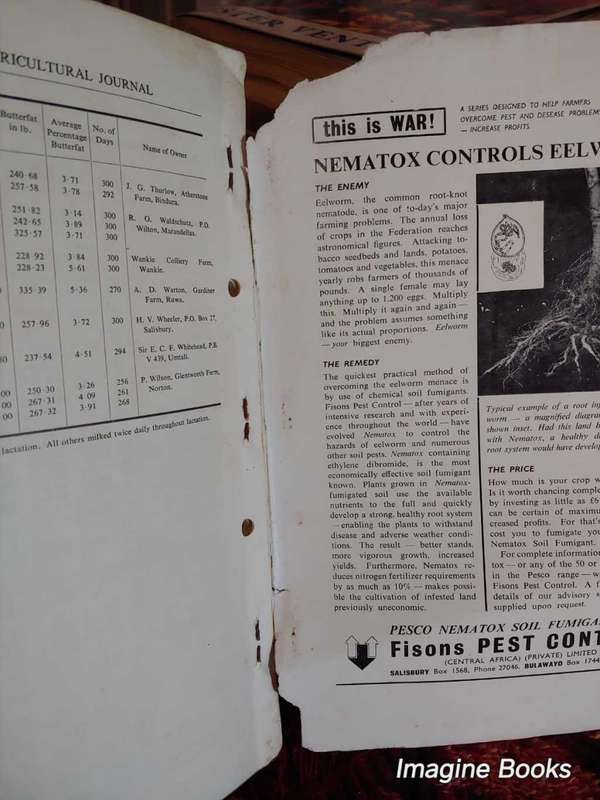 STER VENT
RICULTURAL JOURNAL
Butterfat in lb.
Average Percentage Butterfat
No. of Days
Name of Owner
240·68 3·71 300 J. G. Thurlow, Atherstone
257·58 3·78 292 Farm, Bindura.
251·82 3·14 300 R. O. Waldschutz, P.O.
242·65 3·89 300 Wilton, Marandellas.
325·57 3·71 300
228·92 3·84 300 Wankie Colliery Farm,
228·23 5·61 300 Wankie.
335·39 5·36 270 A. D. Warton, Gardiner
Farm, Rawa.
257·96 3·72 300 H. V. Wheeler, P.O. Box 27,
Salisbury.
237·54 4·51 294 Sir E. C. F. Whitehead, P.B.
V 439, Umtali.
00 250·30 3·26 256 P. Wilson, Glentworth Farm,
00 267·31 4·09 261 Norton.
00 267·32 3·91 268
lactation. All others milked twice daily throughout lactation.
this is WAR!
A SERIES DESIGNED TO HELP FARMERS
OVERCOME PEST AND DESEASE PROBLEMS
— INCREASE PROFITS.
NEMATOX CONTROLS EELW
THE ENEMY
Eelworm, the common root-knot
nematode, is one of to-day's major
farming problems. The annual loss
of crops in the Federation reaches
astronomical figures. Attacking to-
bacco seedbeds and lands, potatoes,
tomatoes and vegetables, this menace
yearly robs farmers of thousands of
pounds. A single female may lay
anything up to 1,200 eggs. Multiply
this. Multiply it again and again —
and the problem assumes something
like its actual proportions. Eelworm
— your biggest enemy.
THE REMEDY
The quickest practical method of
overcoming the eelworm menace is
by use of chemical soil fumigants.
Fisons Pest Control — after years of
intensive research and with experi-
ence throughout the world — have
evolved Nematox to control the
hazards of eelworm and numerous
other soil pests. Nematox containing
ethylene dibromide, is the most
economically effective soil fumigant
known. Plants grown in Nematox-
fumigated soil use the available
nutrients to the full and quickly
develop a strong, healthy root system
— enabling the plants to withstand
disease and adverse weather condi-
tions. The result — better stands,
more vigorous growth, increased
yields. Furthermore, Nematox re-
duces nitrogen fertilizer requirements
by as much as 10% — makes possi-
ble the cultivation of infested land
previously uneconomic.
Typical example of a root inj
worm — a magnified diagram
shown inset. Had this land b
with Nematox, a healthy d
root system would have develop
THE PRICE
How much is your crop w
Is it worth chancing comple
by investing as little as £6
can be certain of maximu
creased profits. For that's
cost you to fumigate you
Nematox Soil Fumigant.
For complete information
tox — or any of the 50 or
in the Pesco range — w
Fisons Pest Control. A f
details of our advisory s
supplied upon request.
PESCO NEMATOX SOIL FUMIGA
Fisons PEST CONT
(CENTRAL AFRICA) (PRIVATE) LIMITED
SALISBURY Box 1568, Phone 27046. BULAWAYO Box 1744
Imagine Books